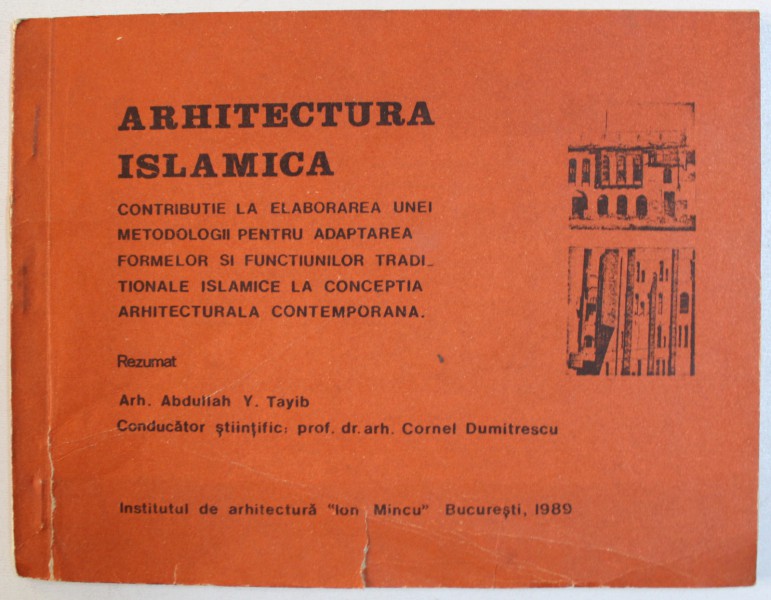 ARHITECTURA
ISLAMICA
CONTRIBUTIE LA ELABORAREA UNEI
METODOLOGII PENTRU ADAPTAREA
FORMELOR SI FUNCTIUNILOR TRADI_
TIONALE ISLAMICE LA CONCEPTIA
ARHITECTURALA CONTEMPORANA.
Rezumat
Arh. Abdullah Y. Tayib
Conducător ştiinţific: prof. dr. arh. Cornel Dumitrescu
Institutul de arhitectură "Ion Mincu" Bucureşti, 1989